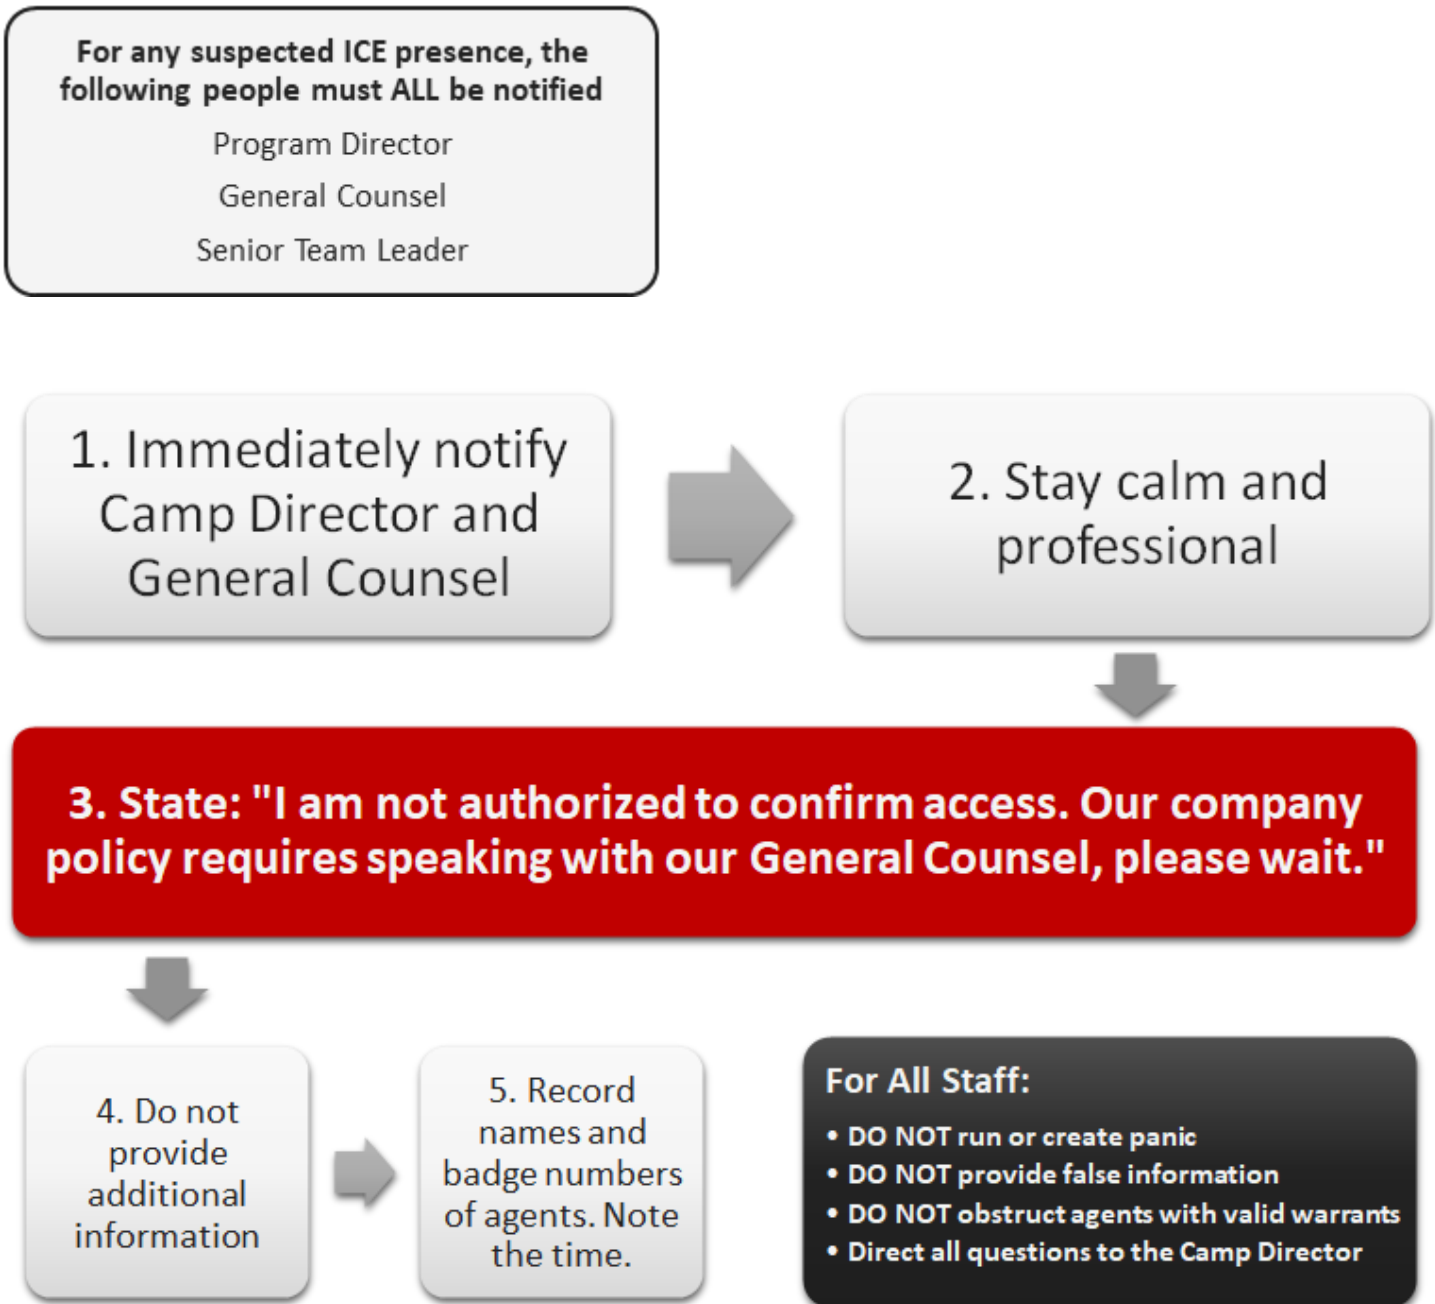 For any suspected ICE presence, the
following people must ALL be notified
Program Director
General Counsel
Senior Team Leader
1. Immediately notify
Camp Director and
General Counsel
2. Stay calm and
professional
3. State: "I am not authorized to confirm access. Our company
policy requires speaking with our General Counsel, please wait."
4. Do not
provide
additional
information
5. Record
names and
badge numbers
of agents. Note
the time.
For All Staff:
• DO NOT run or create panic
• DO NOT provide false information
• DO NOT obstruct agents with valid warrants
• Direct all questions to the Camp Director